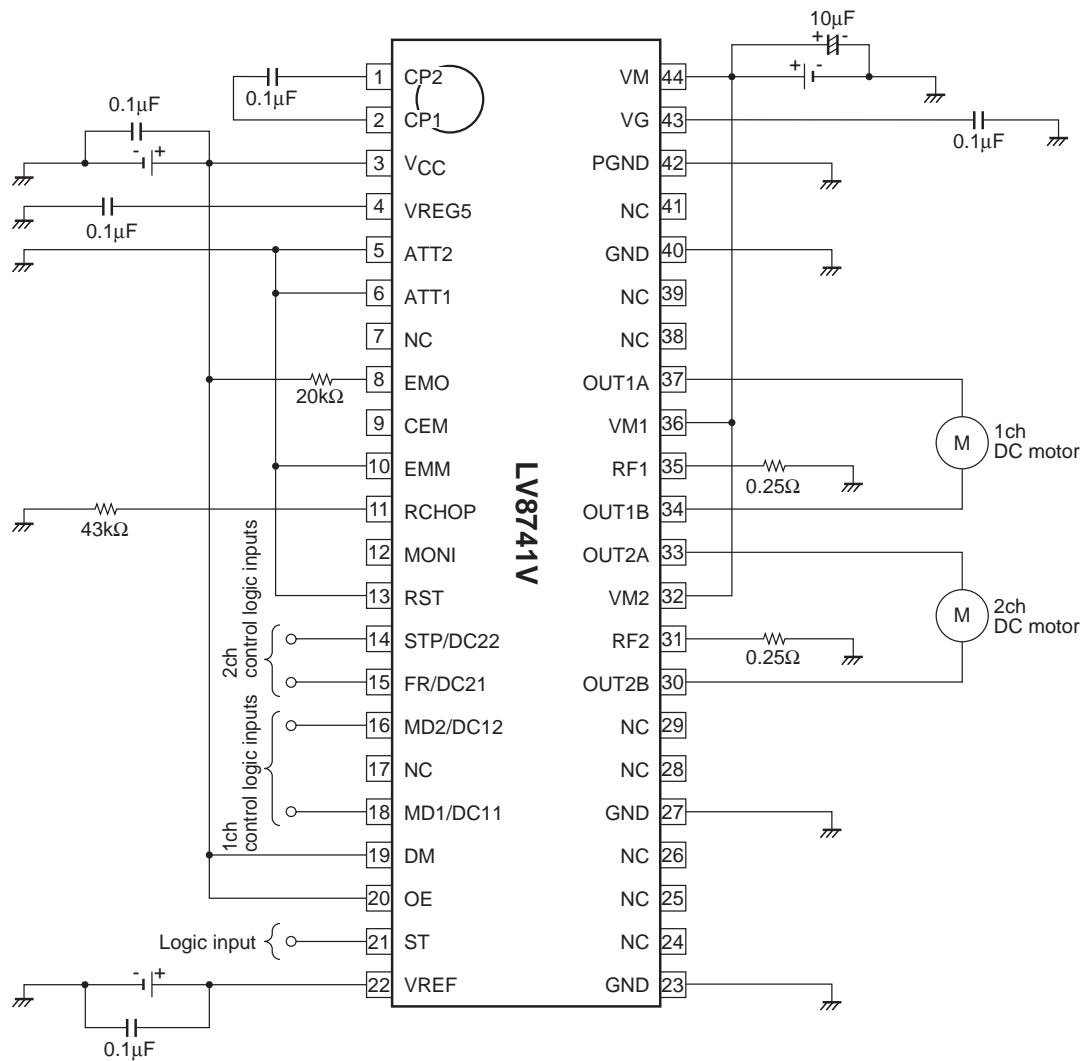 10μF
+ -
1 CP2 VM 44
+ -
0.1μF
0.1μF
2 CP1 VG 43
0.1μF
- +
3 VCC PGND 42
4 VREG5 NC 41
0.1μF
5 ATT2 GND 40
6 ATT1 NC 39
7 NC NC 38
8 EMO OUT1A 37
20kΩ
9 CEM VM1 36
1ch
DC motor
M
10 EMM RF1 35
0.25Ω
11 RCHOP OUT1B 34
43kΩ
LV8741V
12 MONI OUT2A 33
13 RST VM2 32
2ch
DC motor
M
2ch
control logic inputs
14 STP/DC22 RF2 31
0.25Ω
15 FR/DC21 OUT2B 30
1ch
control logic inputs
16 MD2/DC12 NC 29
17 NC NC 28
18 MD1/DC11 GND 27
19 DM NC 26
20 OE NC 25
Logic input
21 ST NC 24
- +
22 VREF GND 23
0.1μF